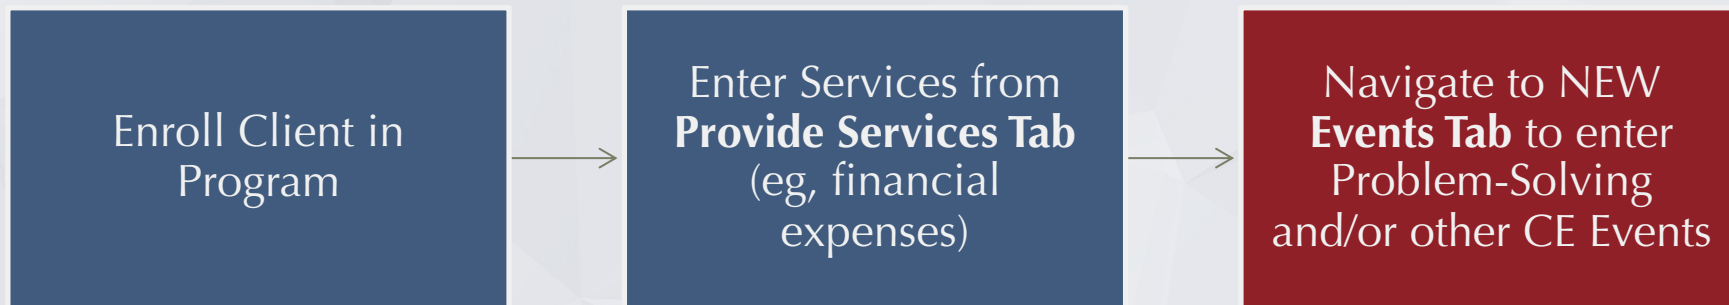 Enroll Client in
Program
Enter Services from
Provide Services Tab
(eg, financial
expenses)
Navigate to NEW
Events Tab to enter
Problem-Solving
and/or other CE Events